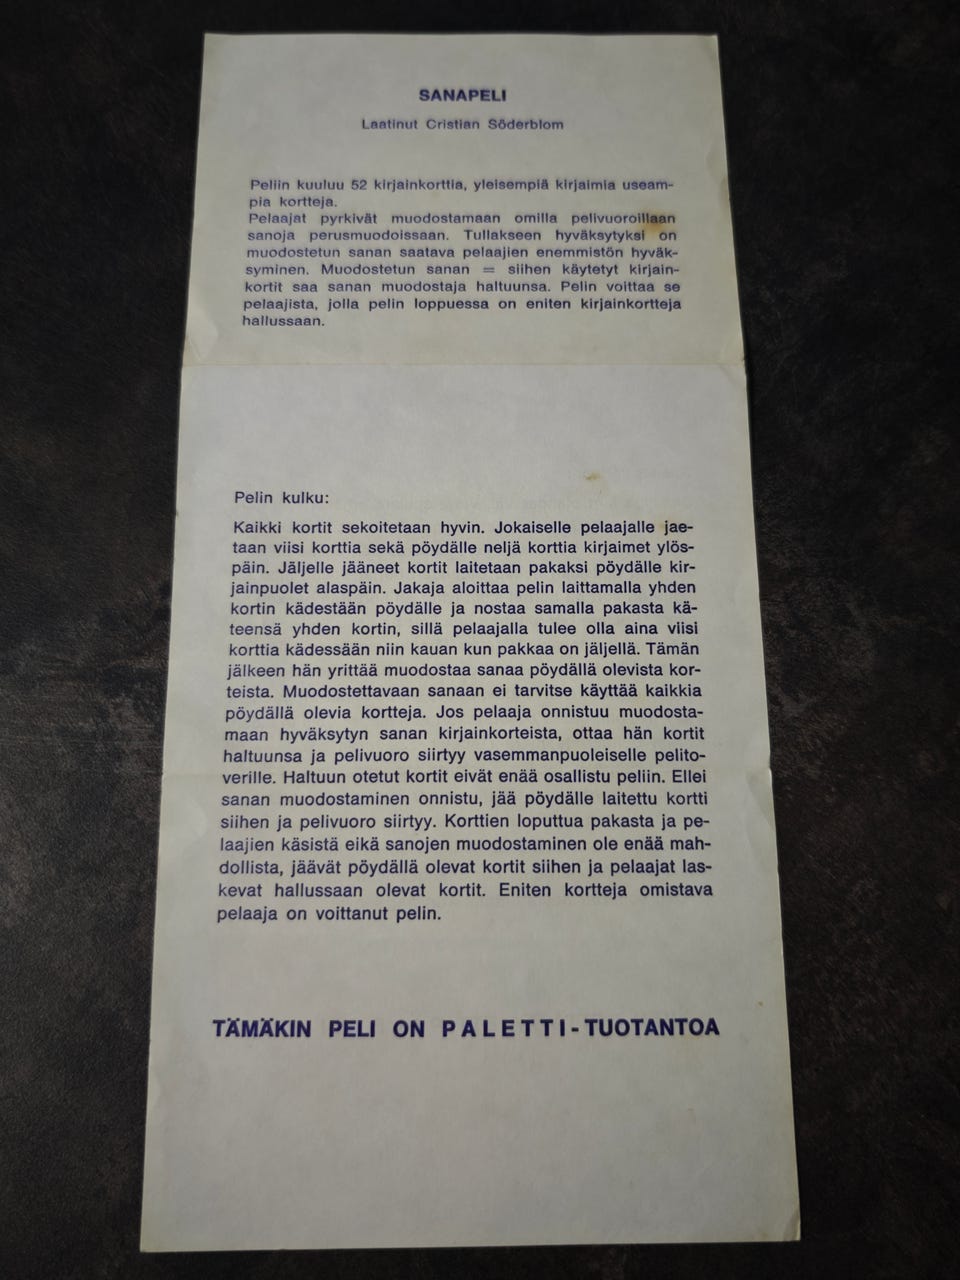 SANAPELI
Laatinut Cristian Söderblom
Peliin kuuluu 52 kirjainkorttia, yleisempiä kirjaimia useam-
pia kortteja.
Pelaajat pyrkivät muodostamaan omilla pelivuoroillaan
sanoja perusmuodoissaan. Tullakseen hyväksytyksi on
muodostetun sanan saatava pelaajien enemmistön hyväk-
syminen. Muodostetun sanan = siihen käytetyt kirjain-
kortit saa sanan muodostaja haltuunsa. Pelin voittaa se
pelaajista, jolla pelin loppuessa on eniten kirjainkortteja
hallussaan.
Pelin kulku:
Kaikki kortit sekoitetaan hyvin. Jokaiselle pelaajalle jae-
taan viisi korttia sekä pöydälle neljä korttia kirjaimet ylös-
päin. Jäljelle jääneet kortit laitetaan pakaksi pöydälle kir-
jainpuolet alaspäin. Jakaja aloittaa pelin laittamalla yhden
kortin kädestään pöydälle ja nostaa samalla pakasta kä-
teensä yhden kortin, sillä pelaajalla tulee olla aina viisi
korttia kädessään niin kauan kun pakkaa on jäljellä. Tämän
jälkeen hän yrittää muodostaa sanaa pöydällä olevista kor-
teista. Muodostettavaan sanaan ei tarvitse käyttää kaikkia
pöydällä olevia kortteja. Jos pelaaja onnistuu muodosta-
maan hyväksytyn sanan kirjainkorteista, ottaa hän kortit
haltuunsa ja pelivuoro siirtyy vasemmanpuoleiselle pelito-
verille. Haltuun otetut kortit eivät enää osallistu peliin. Ellei
sanan muodostaminen onnistu, jää pöydälle laitettu kortti
siihen ja pelivuoro siirtyy. Korttien loputtua pakasta ja pe-
laajien käsistä eikä sanojen muodostaminen ole enää mah-
dollista, jäävät pöydällä olevat kortit siihen ja pelaajat las-
kevat hallussaan olevat kortit. Eniten kortteja omistava
pelaaja on voittanut pelin.
TÄMÄKIN PELI ON PALETTI-TUOTANTOA